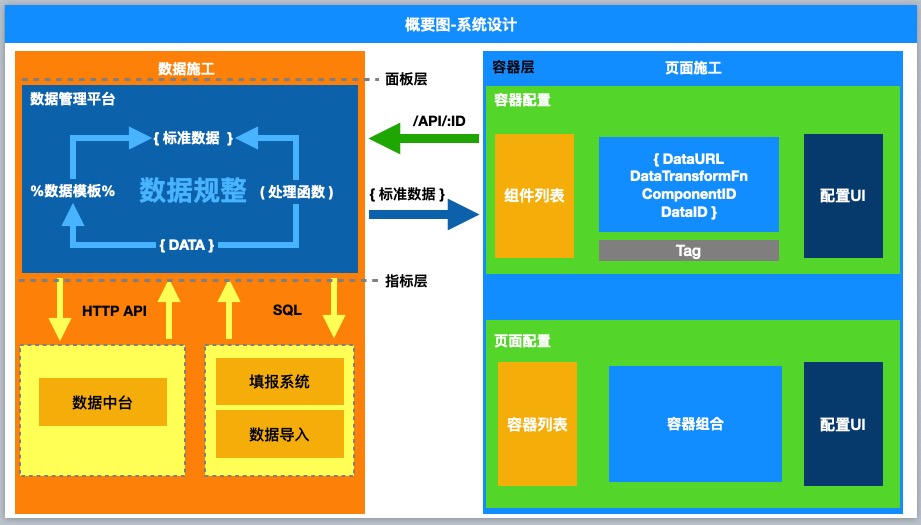 概要图-系统设计
数据施工
面板层
数据管理平台
{ 标准数据 }
%数据模板%
数据规整
( 处理函数 )
{ DATA }
指标层
HTTP API
SQL
数据中台
填报系统
数据导入
/API/:ID
{ 标准数据 }
容器层
页面施工
容器配置
组件列表
{ DataURL
DataTransformFn
ComponentID
DataID }
Tag
配置UI
页面配置
容器列表
容器组合
配置UI